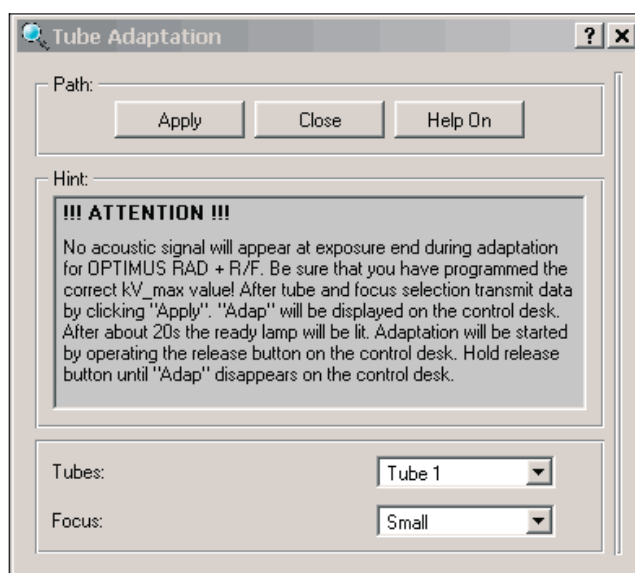 Tube Adaptation
Path:
Apply Close Help On
Hint:
!!! ATTENTION !!!
No acoustic signal will appear at exposure end during adaptation
for OPTIMUS RAD + R/F. Be sure that you have programmed the
correct kV_max value! After tube and focus selection transmit data
by clicking "Apply". "Adap" will be displayed on the control desk.
After about 20s the ready lamp will be lit. Adaptation will be started
by operating the release button on the control desk. Hold release
button until "Adap" disappears on the control desk.
Tubes: Tube 1
Focus: Small